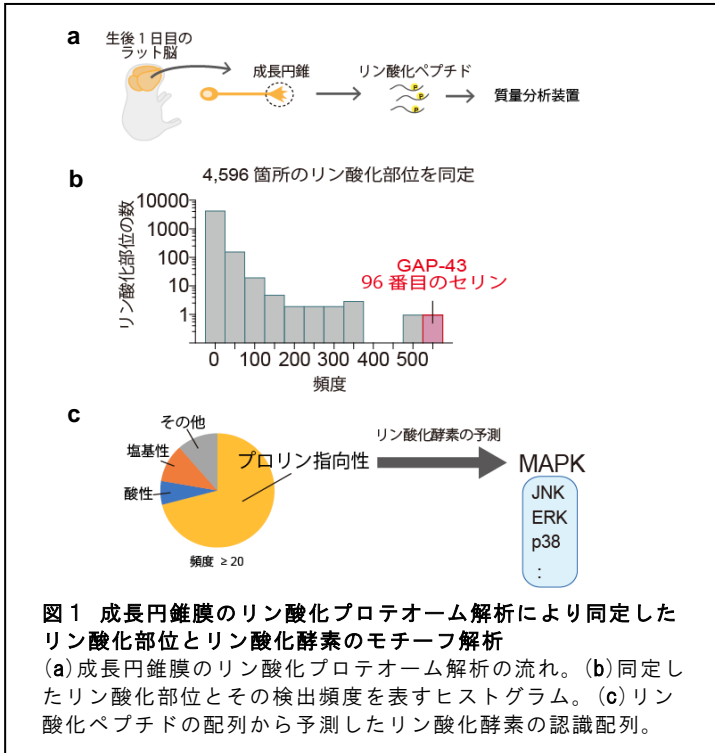 a
生後１日目の
ラット脳
成長円錐
リン酸化ペプチド
P
P
P
質量分析装置
b
4,596 箇所のリン酸化部位を同定
リン酸化部位の数
10000
1000
100
10
1
GAP-43
96 番目のセリン
0 100 200 300 400 500
頻度
c
その他
塩基性
酸性
プロリン指向性
頻度 ≥20
リン酸化酵素の予測
MAPK
JNK
ERK
p38
:
図１ 成長円錐膜のリン酸化プロテオーム解析により同定した
リン酸化部位とリン酸化酵素のモチーフ解析
(a)成長円錐膜のリン酸化プロテオーム解析の流れ。(b)同定し
たリン酸化部位とその検出頻度を表すヒストグラム。(c)リン
酸化ペプチドの配列から予測したリン酸化酵素の認識配列。